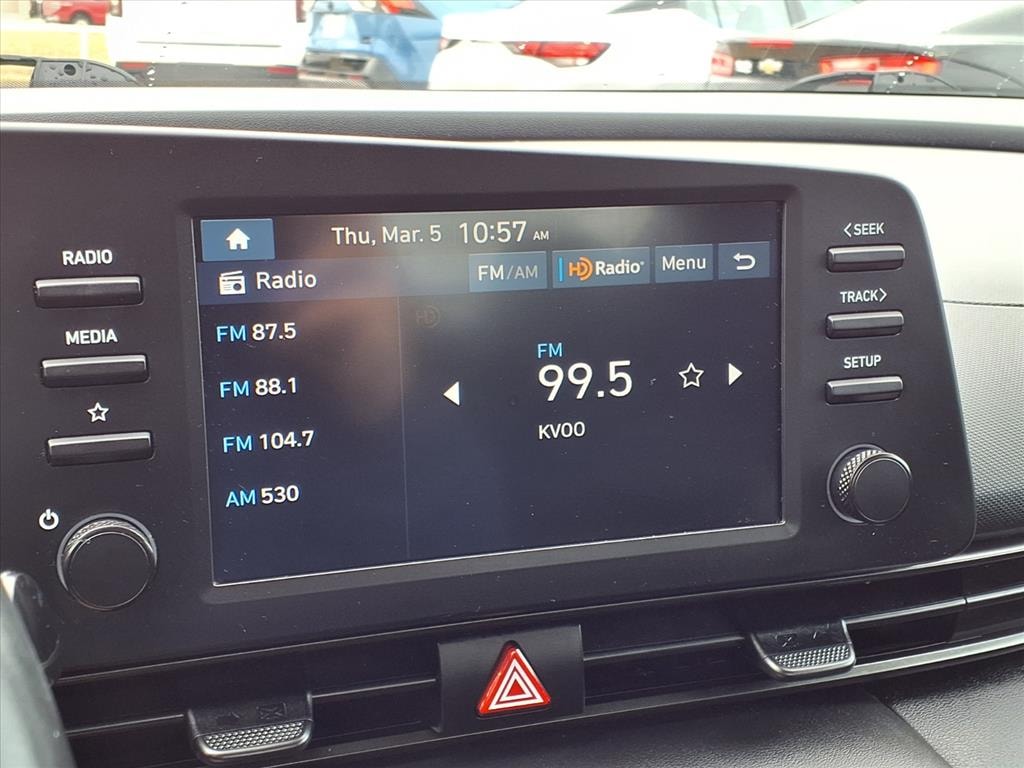 Thu, Mar. 5 10:57 AM
Radio FM/AM HD Radio Menu
FM 87.5
FM 88.1
FM 104.7
AM 530
HD
FM
99.5
KVOO
RADIO
MEDIA
<SEEK
TRACK>
SETUP